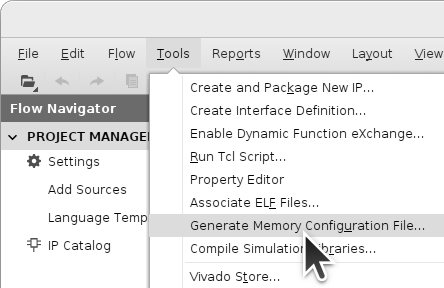 File Edit Flow Tools Reports Window Layout View
Flow Navigator
PROJECT
Settings
Add Sources
Language
IP Catalog
Create and Package New IP...
Create Interface Definition...
Enable Dynamic Function eXchange...
Run Tcl Script...
Property Editor
Associate ELF Files...
Generate Memory Configuration File...
Compile Simulation Libraries...
Vivado Store...